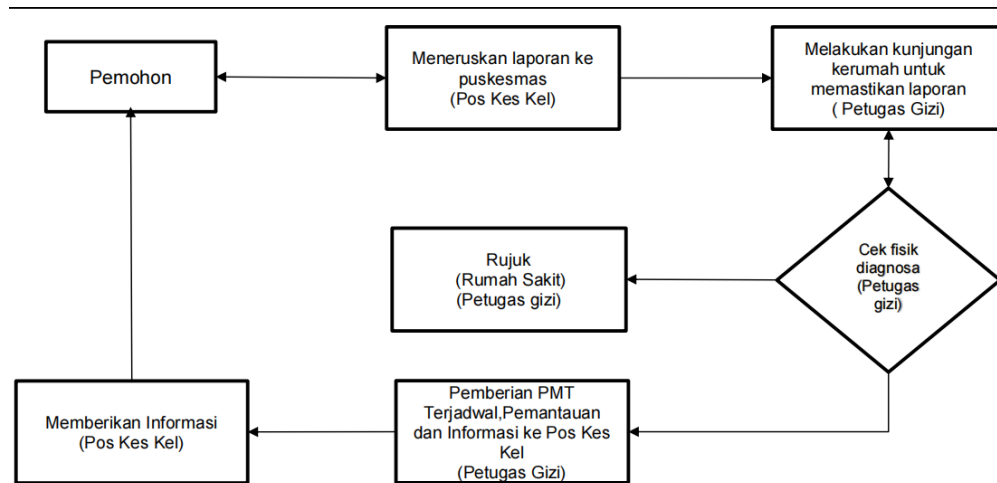 Pemohon
Meneruskan laporan ke
puskesmas
(Pos Kes Kel)
Melakukan kunjungan
kerumah untuk
memastikan laporan
( Petugas Gizi)
Cek fisik
diagnosa
(Petugas
gizi)
Rujuk
(Rumah Sakit)
(Petugas gizi)
Pemberian PMT
Terjadwal,Pemantauan
dan Informasi ke Pos Kes
Kel
(Petugas Gizi)
Memberikan Informasi
(Pos Kes Kel)